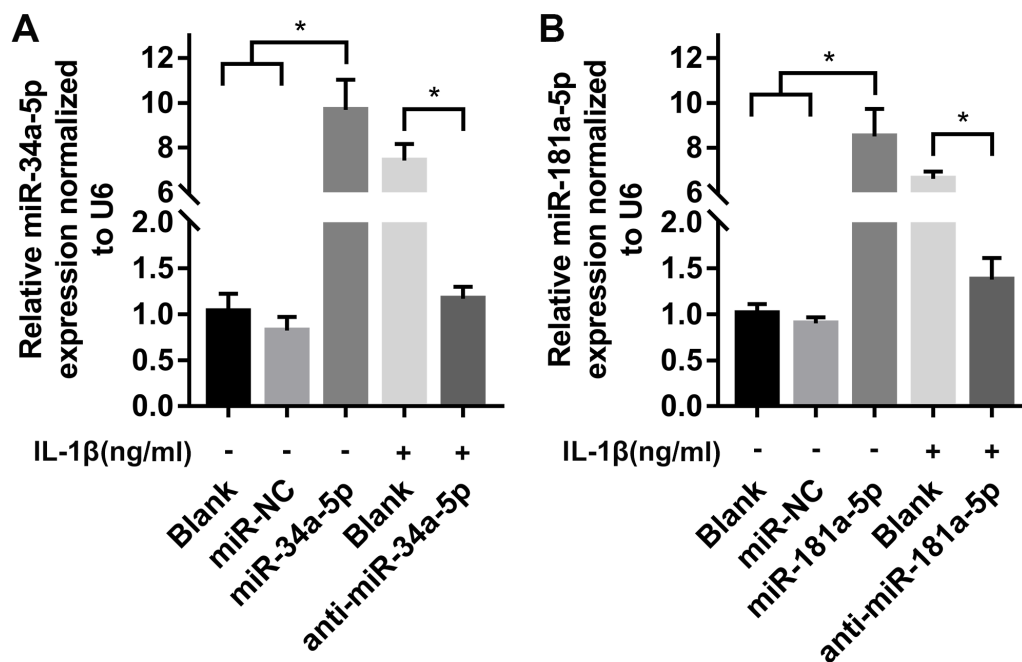 A
Relative miR-34a-5p
expression normalized
to U6
12
10
8
6
2.0
1.5
1.0
0.5
0.0
*
*
IL-1β(ng/ml) - - - + +
Blank
miR-NC
miR-34a-5p
Blank
anti-miR-34a-5p
B
Relative miR-181a-5p
expression normalized
to U6
12
10
8
6
2.0
1.5
1.0
0.5
0.0
*
*
IL-1β(ng/ml) - - - + +
Blank
miR-NC
miR-181a-5p
Blank
anti-miR-181a-5p